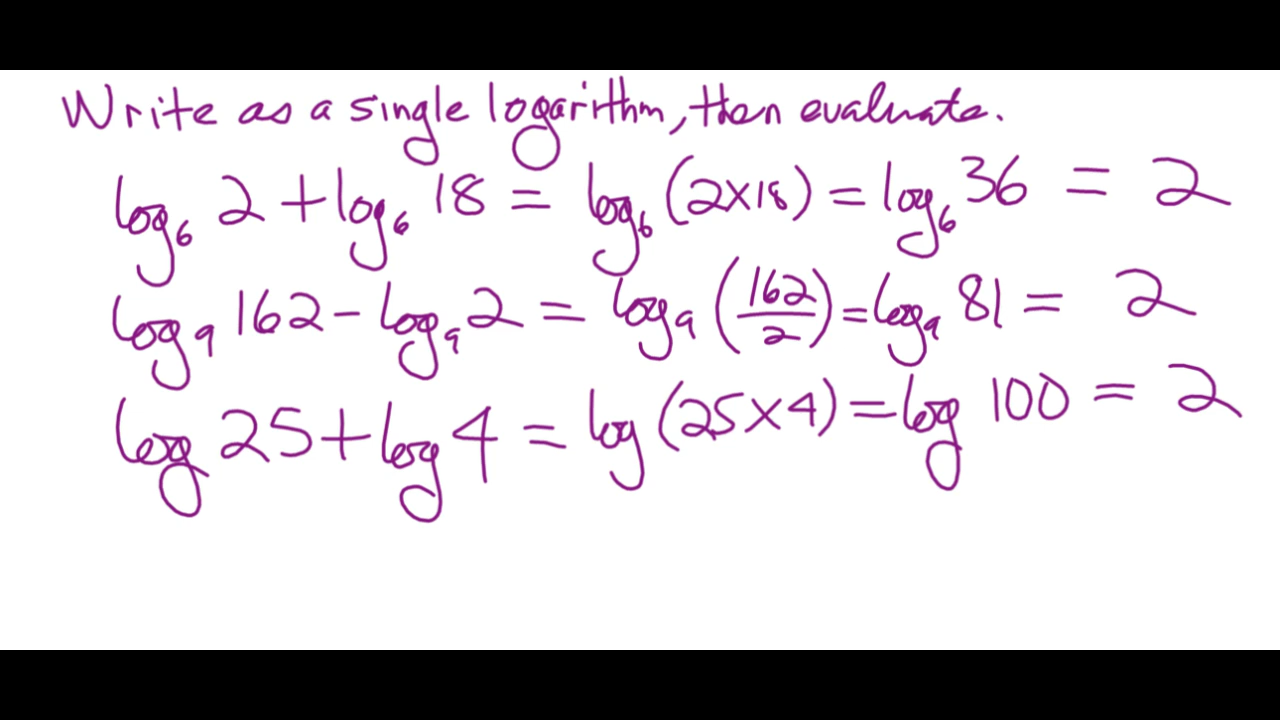 Write as a single logarithm, then evaluate.
log₆ 2 + log₆ 18 = log₆ (2×18) = log₆ 36 = 2
log₉ 162 − log₉ 2 = log₉ (162/2) = log₉ 81 = 2
log 25 + log 4 = log (25×4) = log 100 = 2